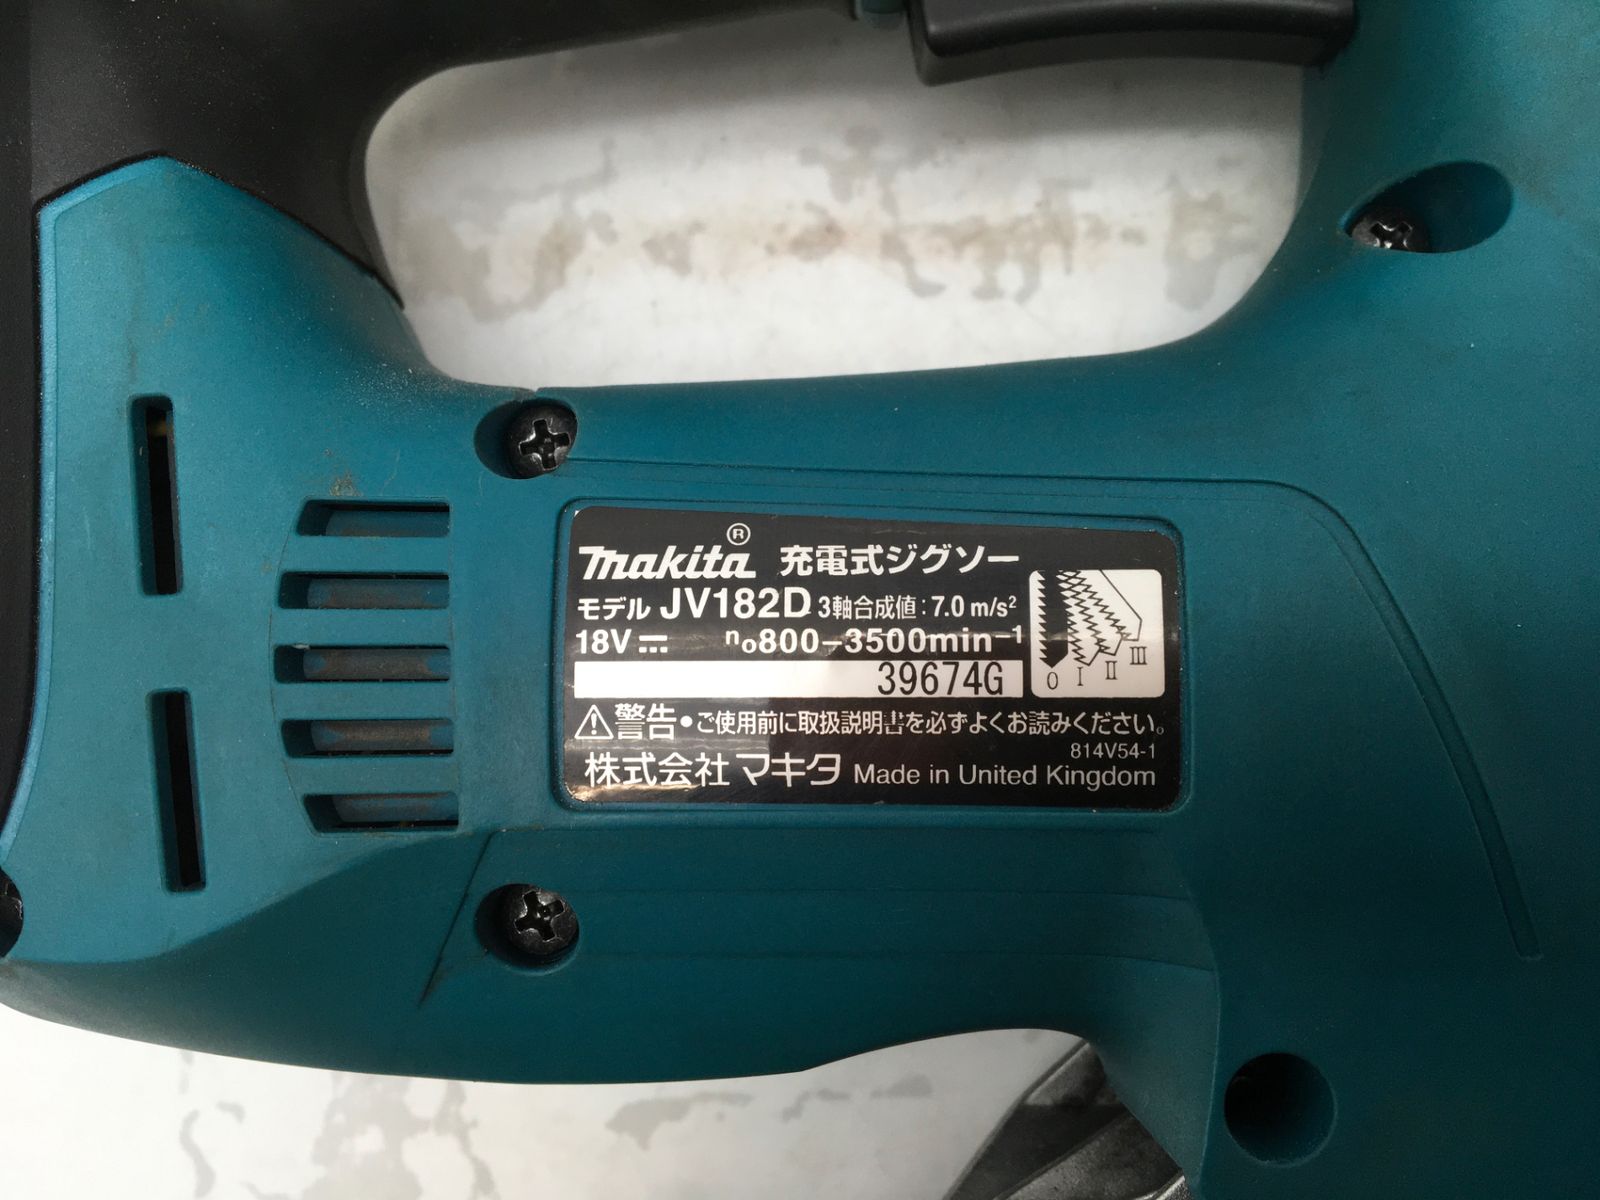 makita® 充電式ジグソー
モデル JV182D 3軸合成値:7.0 m/s²
18V⎓ n₀800−3500min⁻¹
39674G
0 I II III
⚠警告•ご使用前に取扱説明書を必ずよくお読みください。
814V54-1
株式会社マキタ Made in United Kingdom